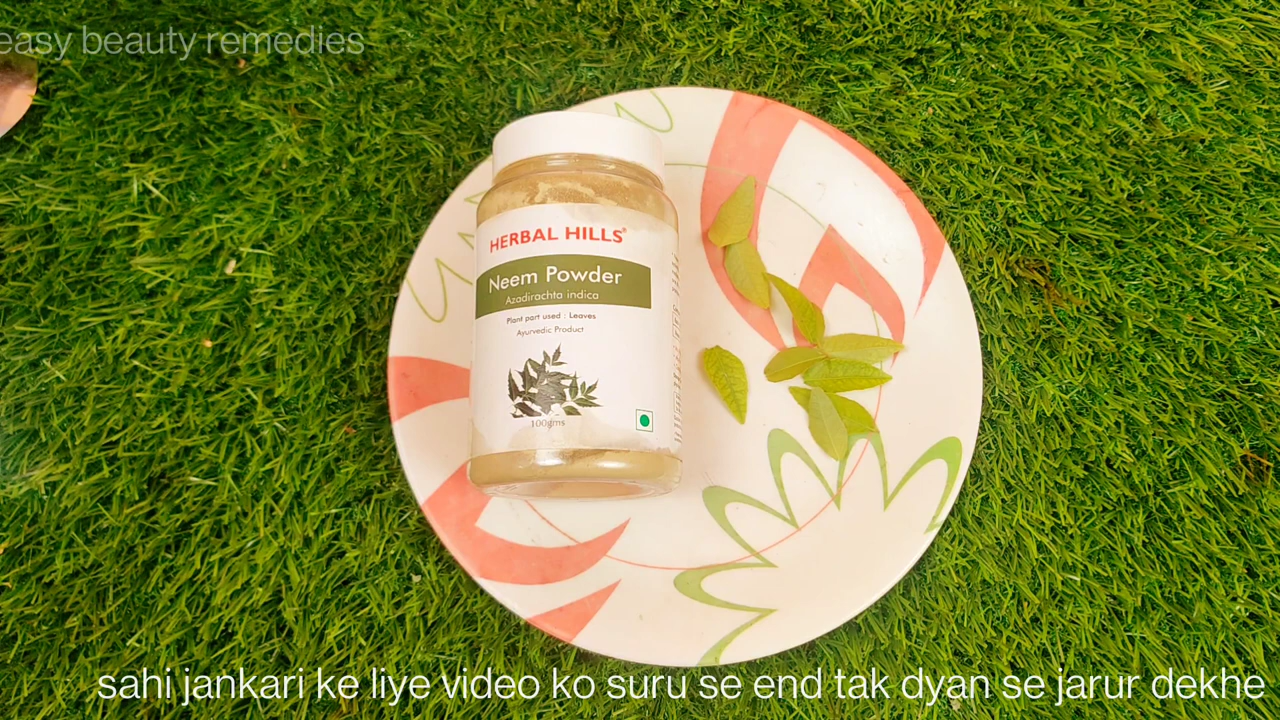 easy beauty remedies
HERBAL HILLS®
Neem Powder
Azadirachta indica
Plant part used : Leaves
Ayurvedic Product
100gms
sahi jankari ke liye video ko suru se end tak dyan se jarur dekhe